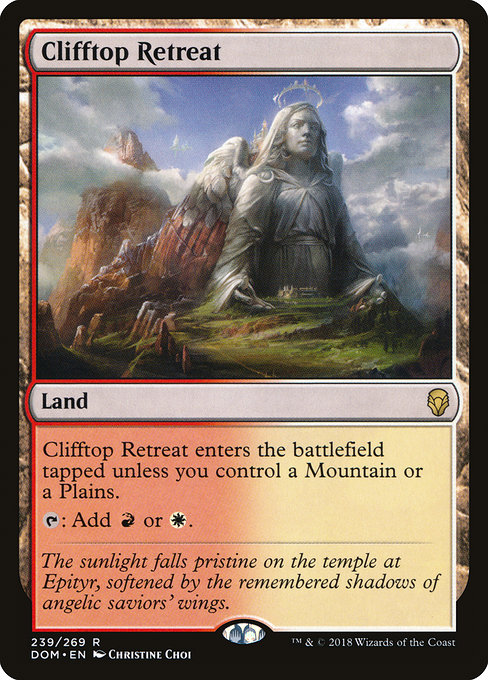 Clifftop Retreat
Land
Clifftop Retreat enters the battlefield
tapped unless you control a Mountain or
a Plains.
: Add or .
The sunlight falls pristine on the temple at
Epityr, softened by the remembered shadows of
angelic saviors’ wings.
239/269 R
DOM • EN Christine Choi
™ & © 2018 Wizards of the Coast